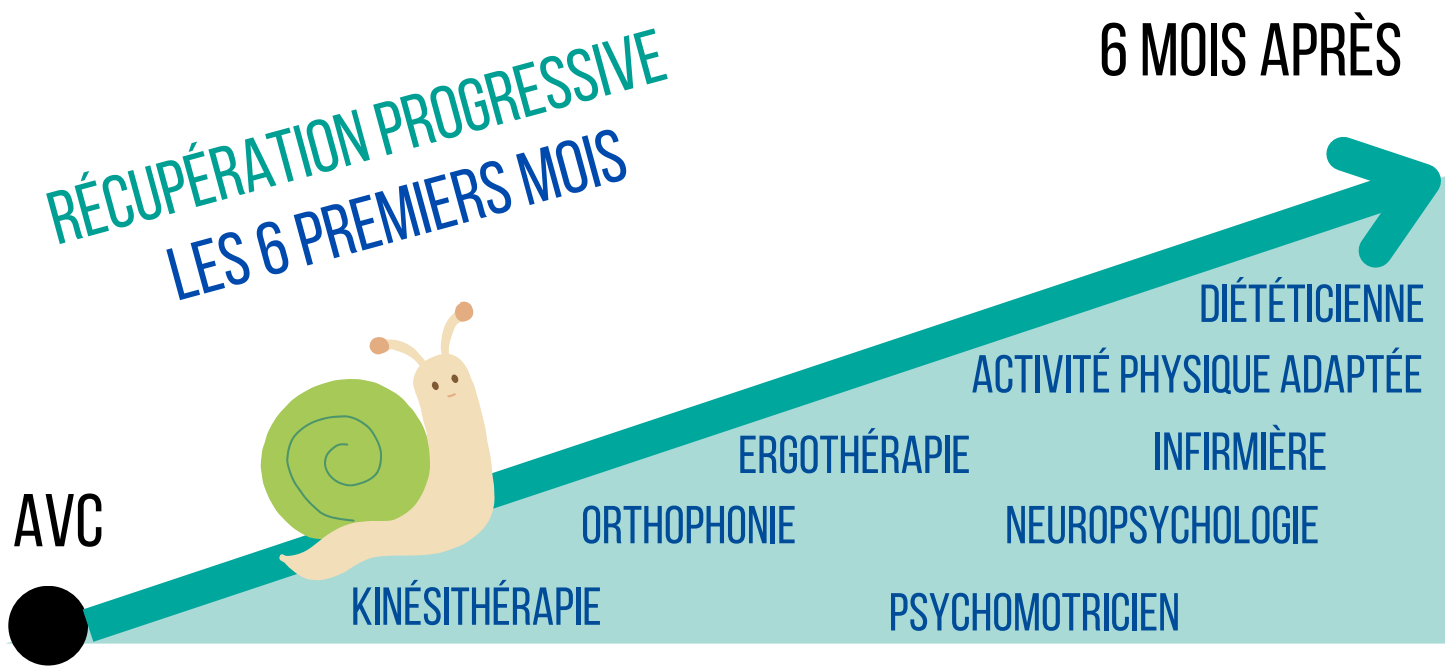 6 MOIS APRÈS
RÉCUPÉRATION PROGRESSIVE
LES 6 PREMIERS MOIS
DIÉTÉTICIENNE
ACTIVITÉ PHYSIQUE ADAPTÉE
ERGOTHÉRAPIE
INFIRMIÈRE
AVC
ORTHOPHONIE
NEUROPSYCHOLOGIE
KINÉSITHÉRAPIE
PSYCHOMOTRICIEN